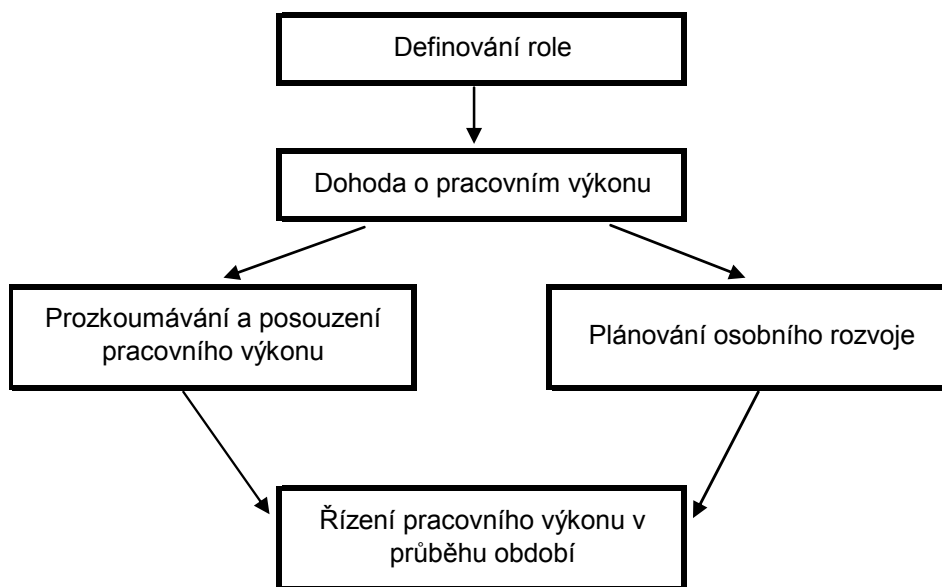 Definování role
Dohoda o pracovním výkonu
Prozkoumávání a posouzení
pracovního výkonu
Plánování osobního rozvoje
Řízení pracovního výkonu v
průběhu období